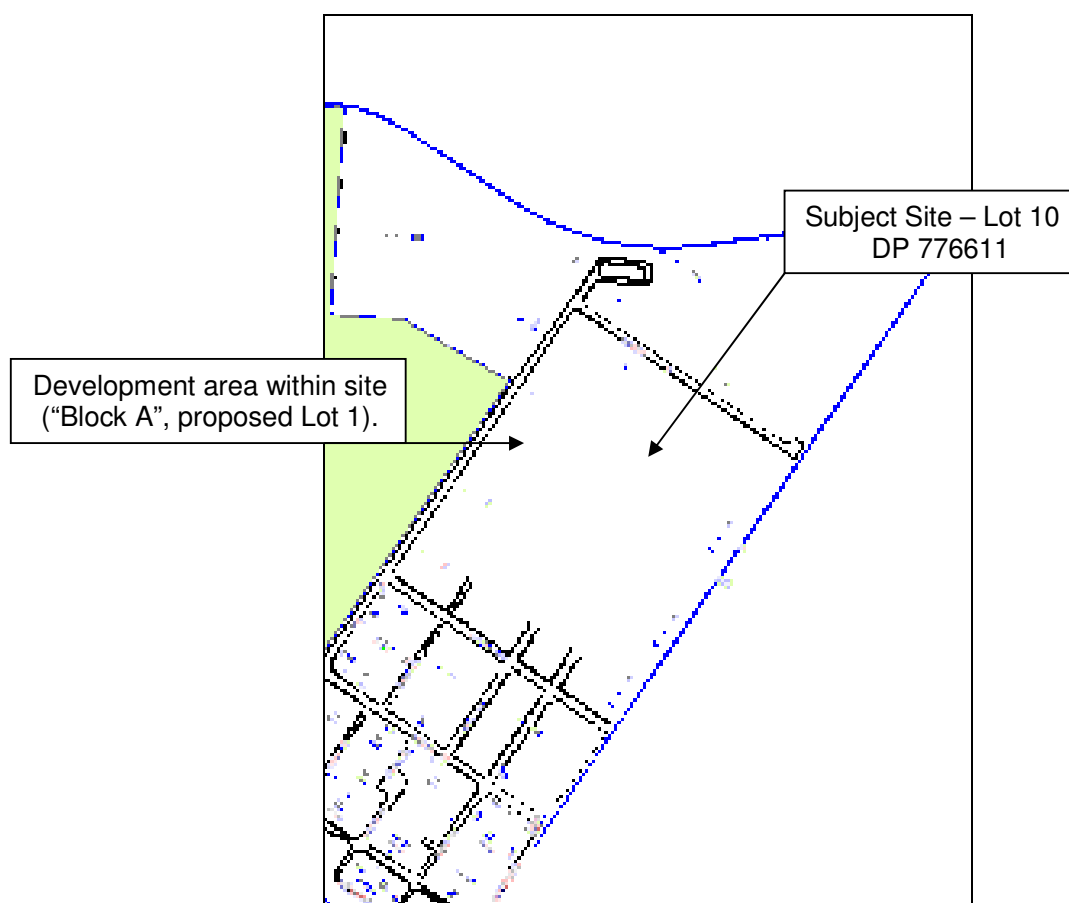 Subject Site – Lot 10
DP 776611
Development area within site
(“Block A”, proposed Lot 1).